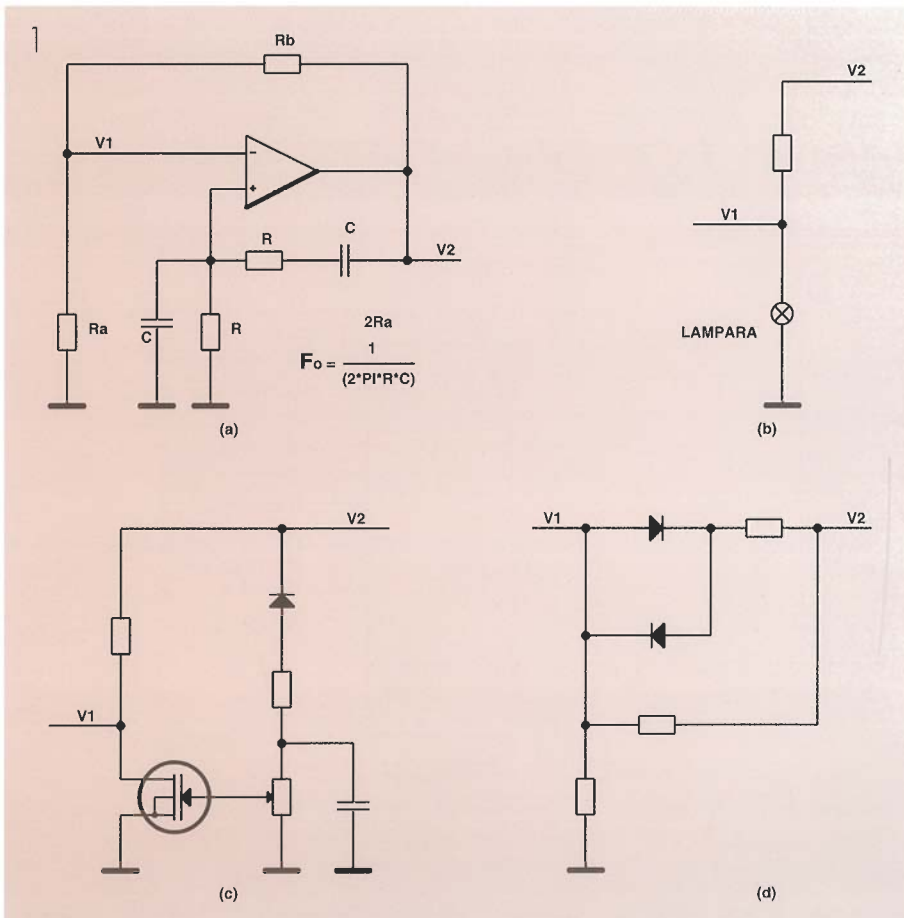 1
Rb
V1
-
+
R
C
V2
Ra
C
R
2Ra
Fo = 1
(2*PI*R*C)
(a)
V2
V1
LAMPARA
(b)
V2
V1
(c)
V1
V2
(d)